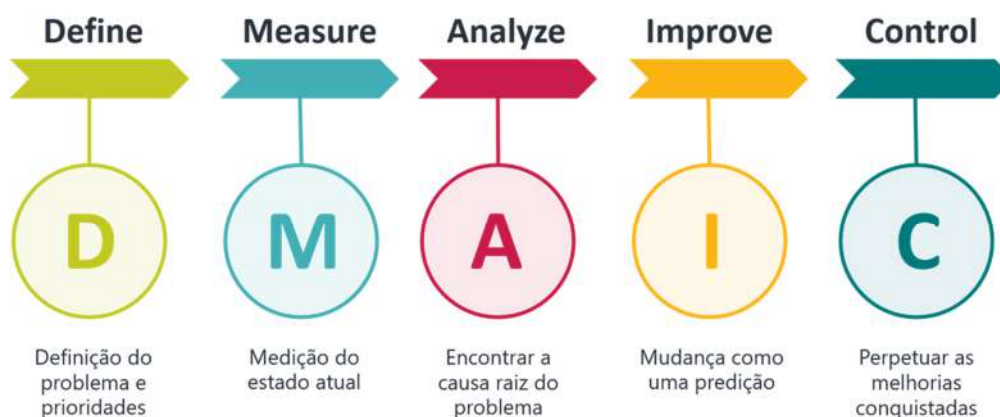 Define
Measure
Analyze
Improve
Control
D
M
A
I
C
Definição do
problema e
prioridades
Medição do
estado atual
Encontrar a
causa raiz do
problema
Mudança como
uma predição
Perpetuar as
melhorias
conquistadas